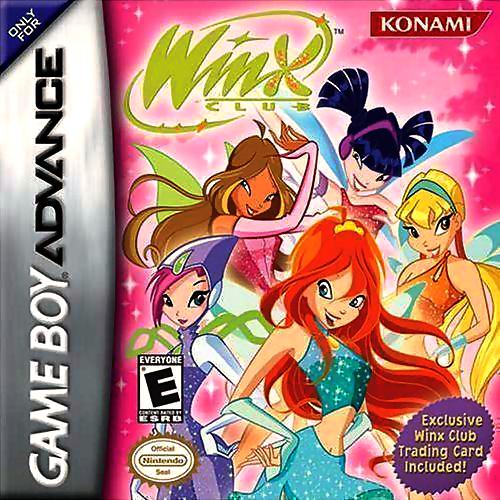 ONLY
FOR
GAME BOY ADVANCE
Winx
CLUB
™
KONAMI
EVERYONE
E
CONTENT RATED BY
ESRB
Official
Nintendo
Seal
Exclusive
Winx Club
Trading Card
Included!